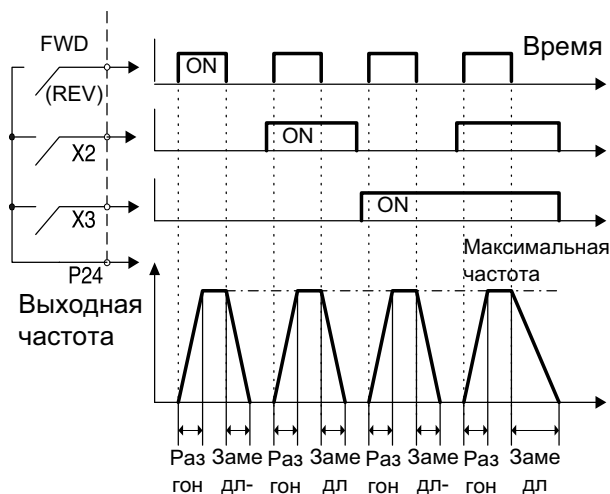 FWD
Время
ON
(REV)
X2
ON
X3
ON
P24
Максимальная
частота
Выходная
частота
Раз Заме Раз Заме Раз Заме Раз Заме
гон дл- гон дл гон дл- гон дл